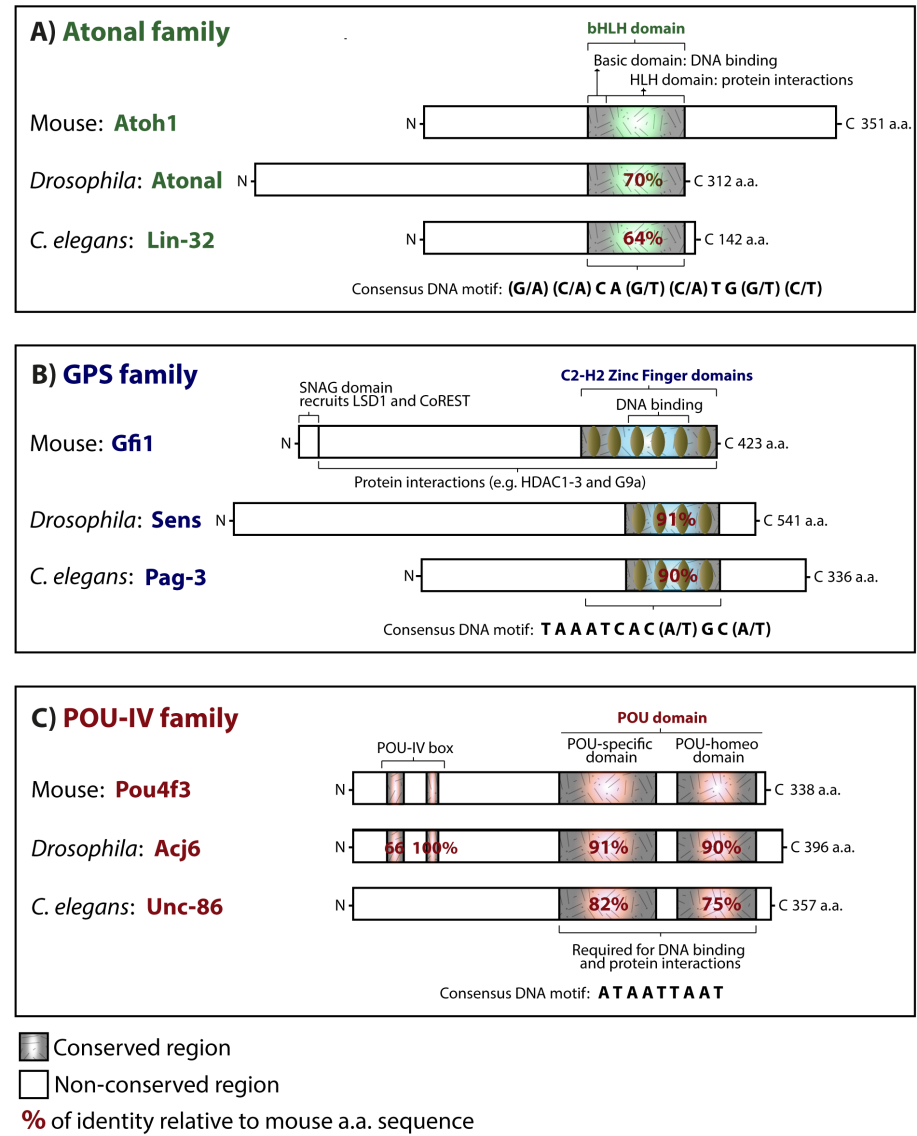 A) Atonal family
bHLH domain
Basic domain: DNA binding
HLH domain: protein interactions
Mouse: Atoh1 N C 351 a.a.
Drosophila: Atonal N 70% C 312 a.a.
C. elegans: Lin-32 N 64% C 142 a.a.
Consensus DNA motif: (G/A) (C/A) C A (G/T) (C/A) T G (G/T) (C/T)
B) GPS family
SNAG domain
recruits LSD1 and CoREST
C2-H2 Zinc Finger domains
DNA binding
Mouse: Gfi1 N C 423 a.a.
Protein interactions (e.g. HDAC1-3 and G9a)
Drosophila: Sens N 91% C 541 a.a.
C. elegans: Pag-3 N 90% C 336 a.a.
Consensus DNA motif: T A A A T C A C (A/T) G C (A/T)
C) POU-IV family
POU domain
POU-IV box
POU-specific
domain
POU-homeo
domain
Mouse: Pou4f3 N C 338 a.a.
Drosophila: Acj6 N 66 100% 91% 90% C 396 a.a.
C. elegans: Unc-86 N 82% 75% C 357 a.a.
Required for DNA binding
and protein interactions
Consensus DNA motif: A T A A T T A A T
Conserved region
Non-conserved region
% of identity relative to mouse a.a. sequence